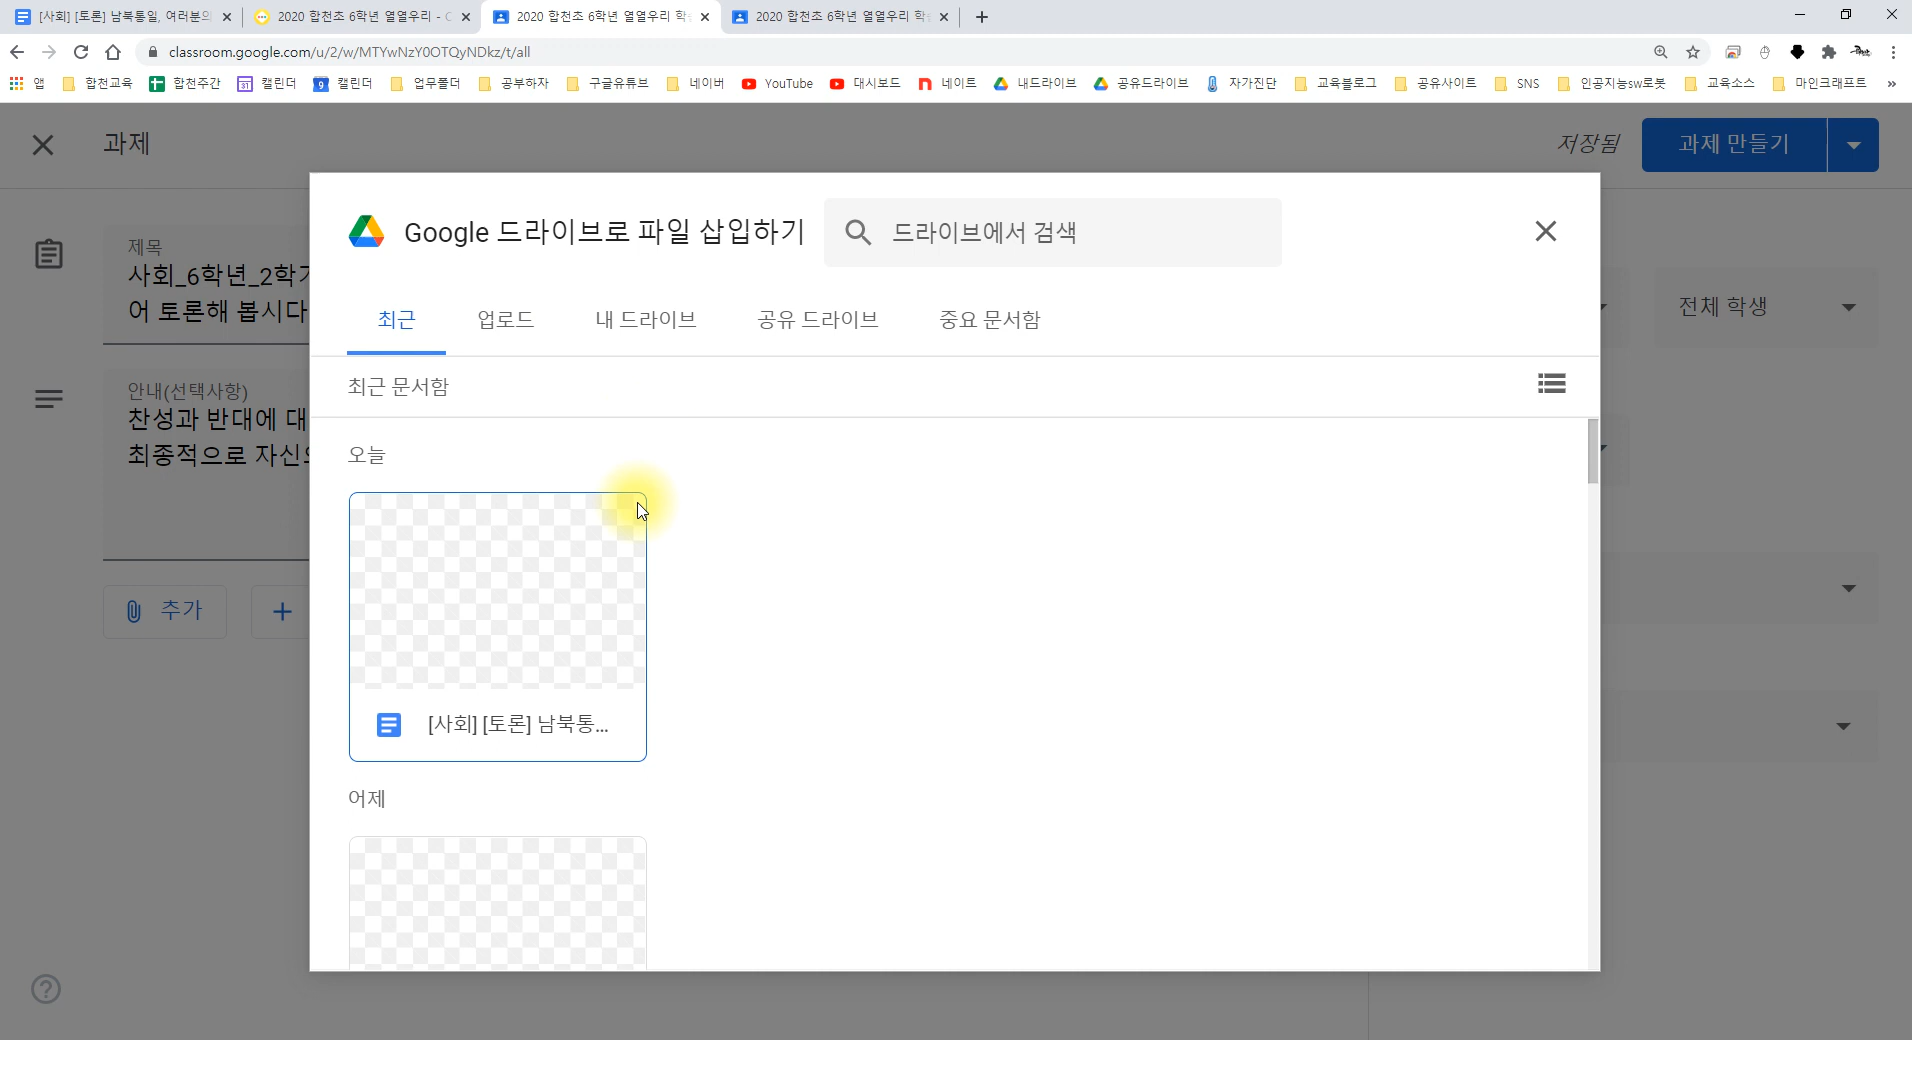 [사회] [토론] 남북통일, 여러분의
2020 합천초 6학년 열열우리 - C
2020 합천초 6학년 열열우리 학
2020 합천초 6학년 열열우리 학
classroom.google.com/u/2/w/MTYwNzY0OTQyNDkz/t/all
앱 합천교육 합천주간 캘린더 캘린더 업무폴더 공부하자 구글유튜브 네이버 YouTube 대시보드 네이트 내드라이브 공유드라이브 자가진단 교육블로그 공유사이트 SNS 인공지능sw로봇 교육소스 마인크래프트 »
과제
저장됨
과제 만들기
Google 드라이브로 파일 삽입하기
드라이브에서 검색
제목
사회_6학년_2학기
어 토론해 봅시다
전체 학생
최근 업로드 내 드라이브 공유 드라이브 중요 문서함
최근 문서함
안내(선택사항)
찬성과 반대에 대
최종적으로 자신의
오늘
추가
[사회] [토론] 남북통...
어제